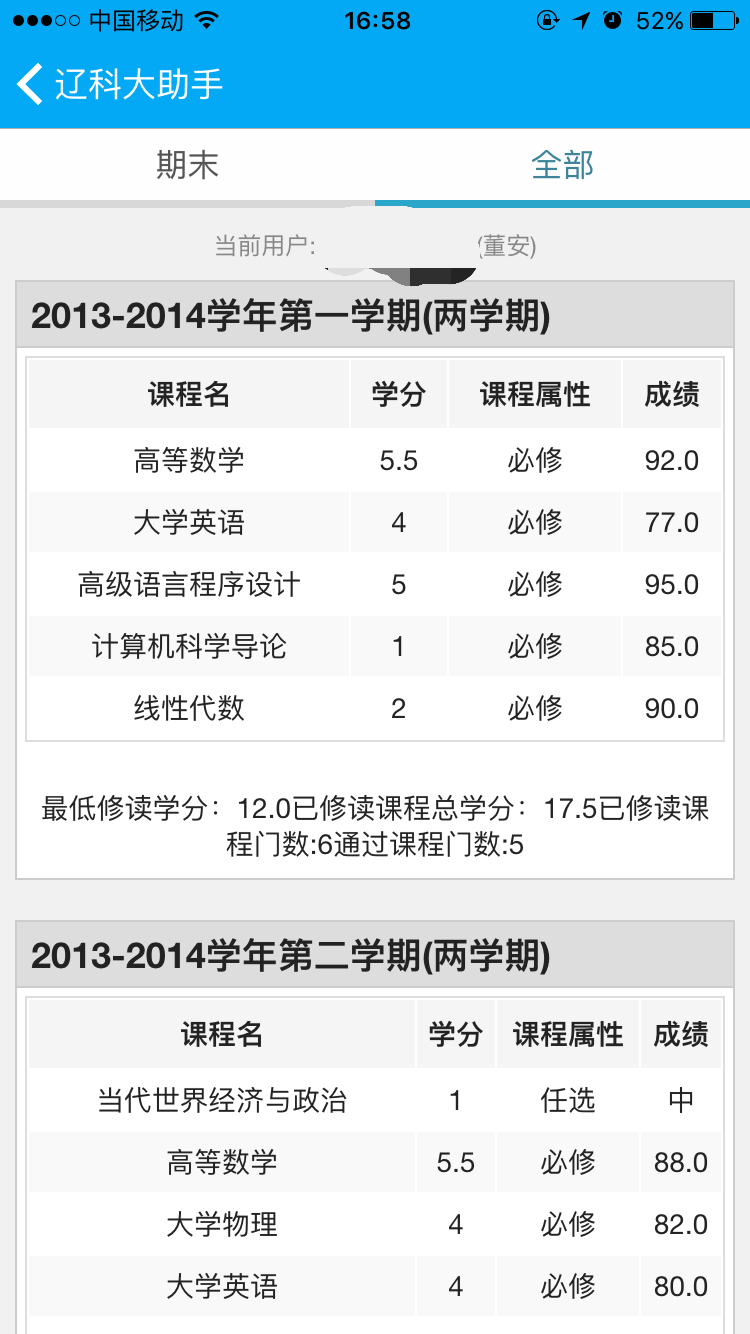 中国移动 16:58 52%
辽科大助手
期末 全部
当前用户: (董安)
2013-2014学年第一学期(两学期)
课程名 学分 课程属性 成绩
高等数学 5.5 必修 92.0
大学英语 4 必修 77.0
高级语言程序设计 5 必修 95.0
计算机科学导论 1 必修 85.0
线性代数 2 必修 90.0
最低修读学分：12.0已修读课程总学分：17.5已修读课
程门数:6通过课程门数:5
2013-2014学年第二学期(两学期)
课程名 学分 课程属性 成绩
当代世界经济与政治 1 任选 中
高等数学 5.5 必修 88.0
大学物理 4 必修 82.0
大学英语 4 必修 80.0